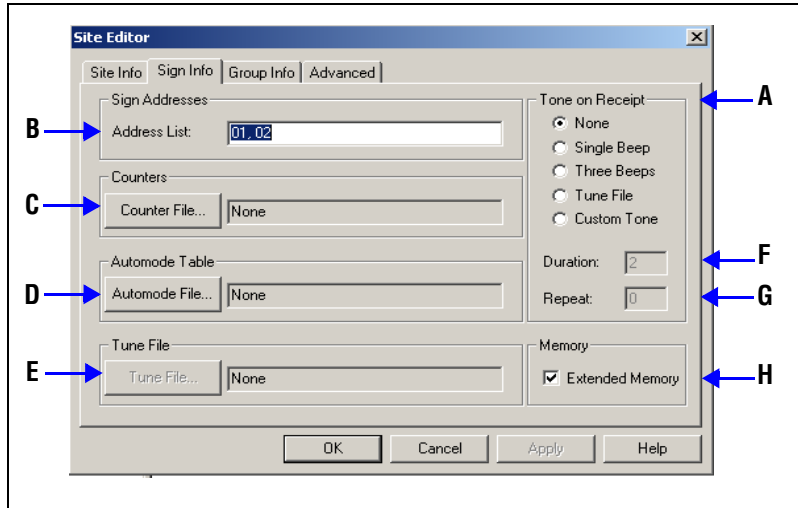 Site Editor
Site Info Sign Info Group Info Advanced
Sign Addresses
B Address List: 01, 02
Counters
C Counter File... None
Automode Table
D Automode File... None
Tune File
E Tune File... None
Tone on Receipt A
None
Single Beep
Three Beeps
Tune File
Custom Tone
Duration: 2 F
Repeat: 0 G
Memory
Extended Memory H
OK Cancel Apply Help